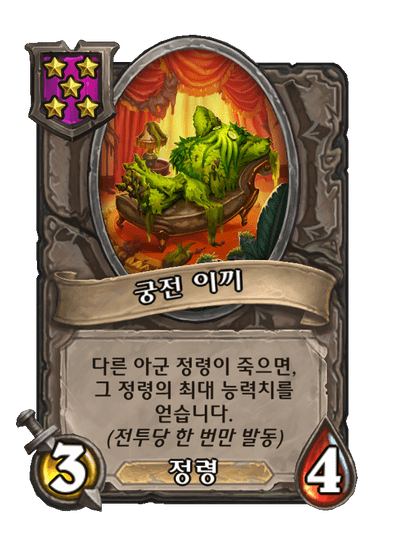 궁전 이끼
다른 아군 정령이 죽으면,
그 정령의 최대 능력치를
얻습니다.
(전투당 한 번만 발동)
3
정령
4